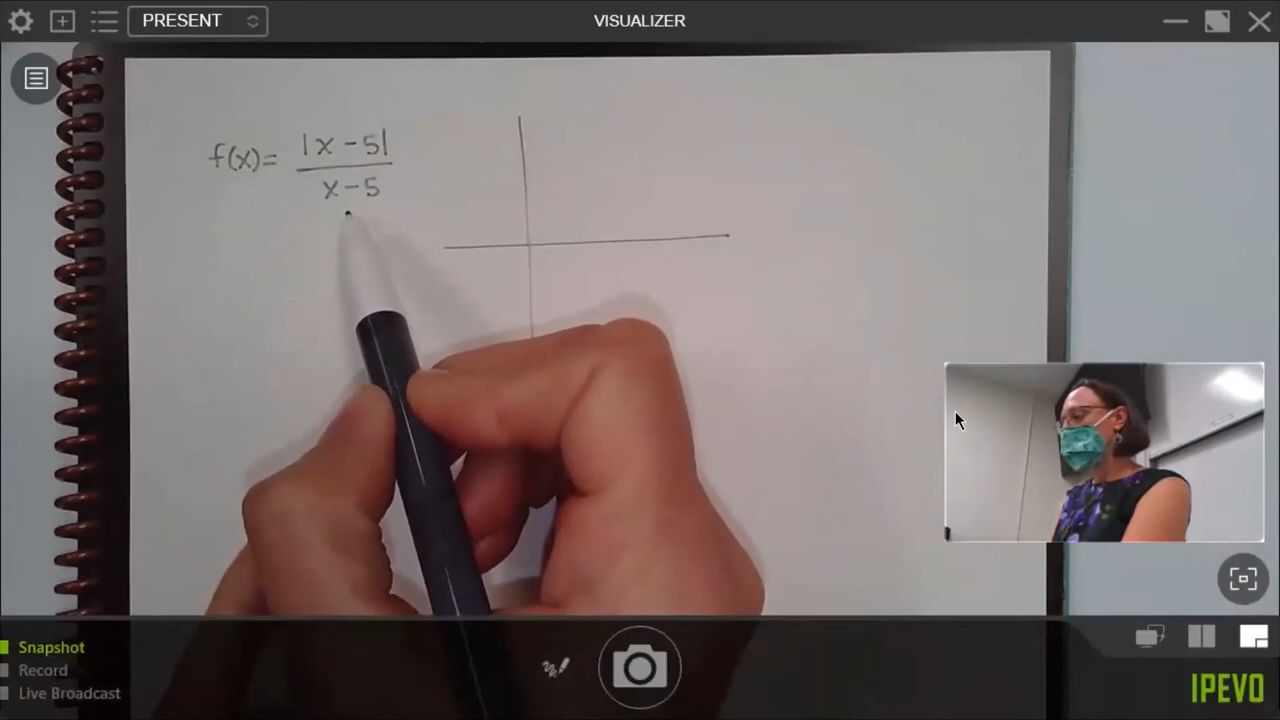 PRESENT
VISUALIZER
f(x)= |x-5|
x-5
Snapshot
Record
Live Broadcast
IPEVO